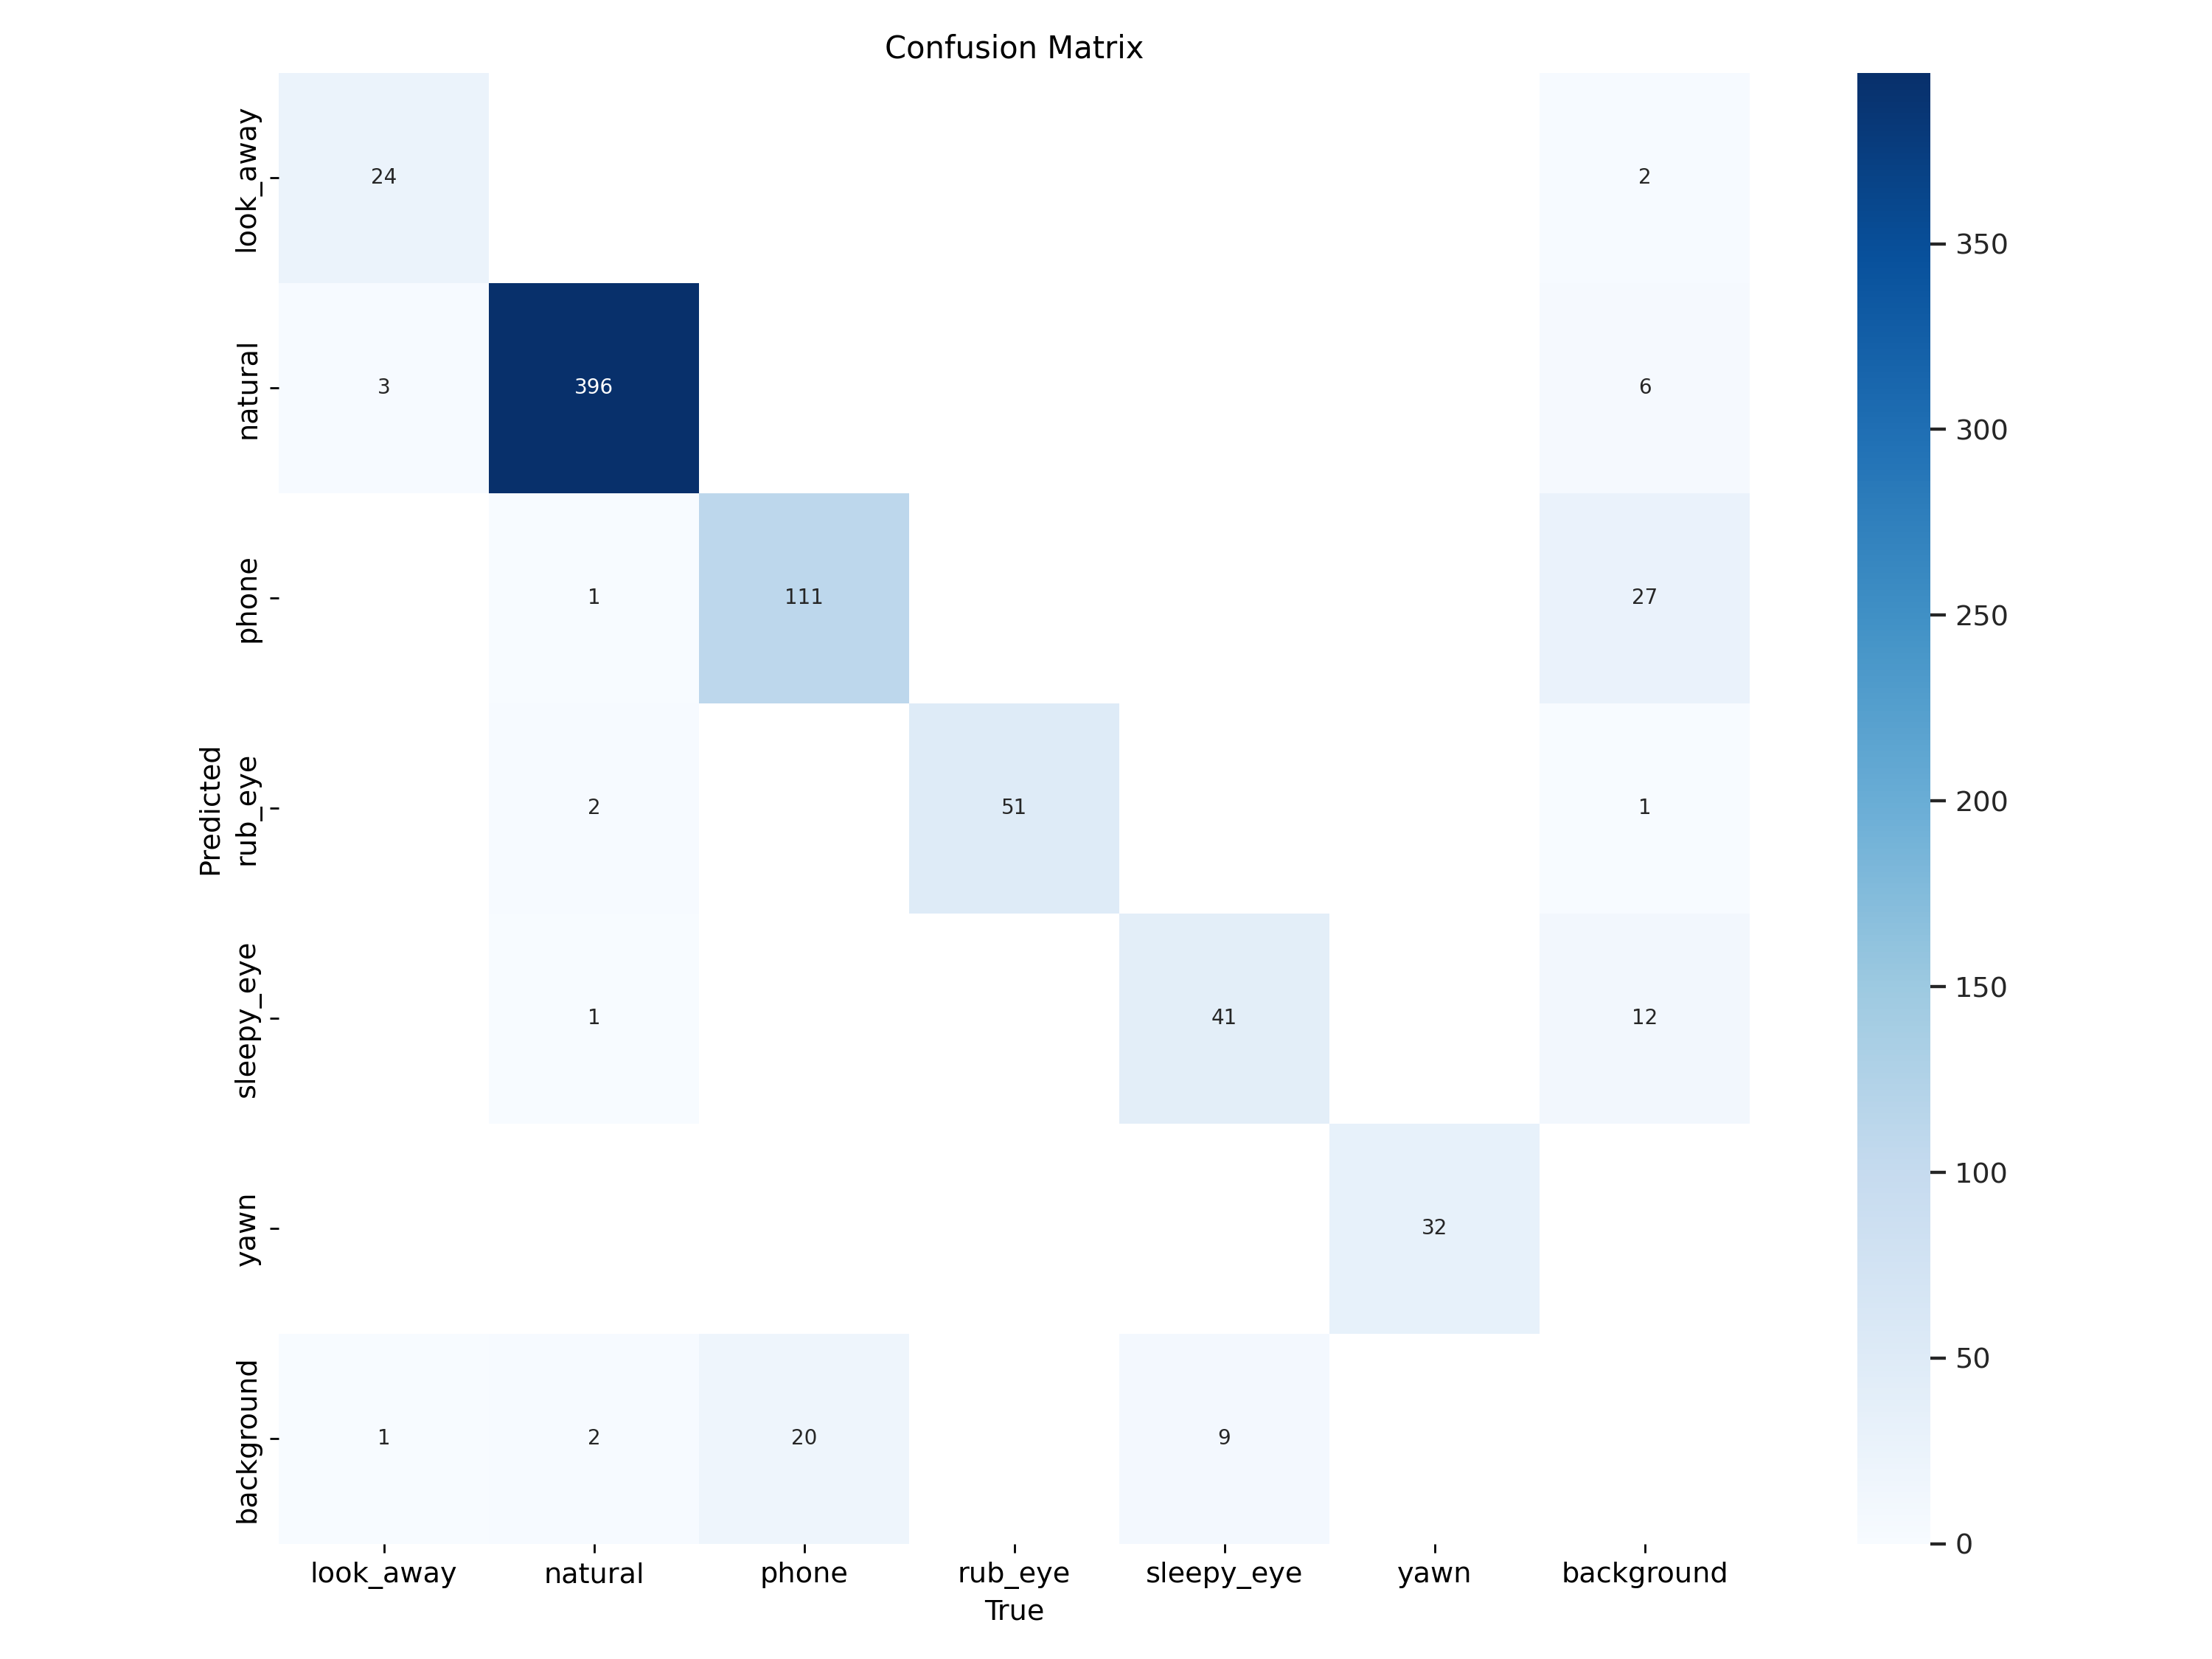 Confusion Matrix
look_away
24
2
natural
3
396
6
phone
1
111
27
rub_eye
2
51
1
sleepy_eye
1
41
12
yawn
32
background
1
2
20
9
Predicted
look_away natural phone rub_eye sleepy_eye yawn background
True
350
300
250
200
150
100
50
0